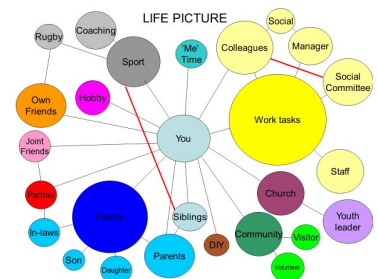 LIFE PICTURE
Social
Coaching
Rugby
Colleagues
Manager
'Me'
Time
Sport
Social
Committee
Hobby
Own
Friends
Work tasks
You
Joint
Friends
Staff
Partner
Church
Family
Siblings
Youth
leader
In-laws
Community
Visitor
DIY
Parents
Son
Daughter
Volunteer